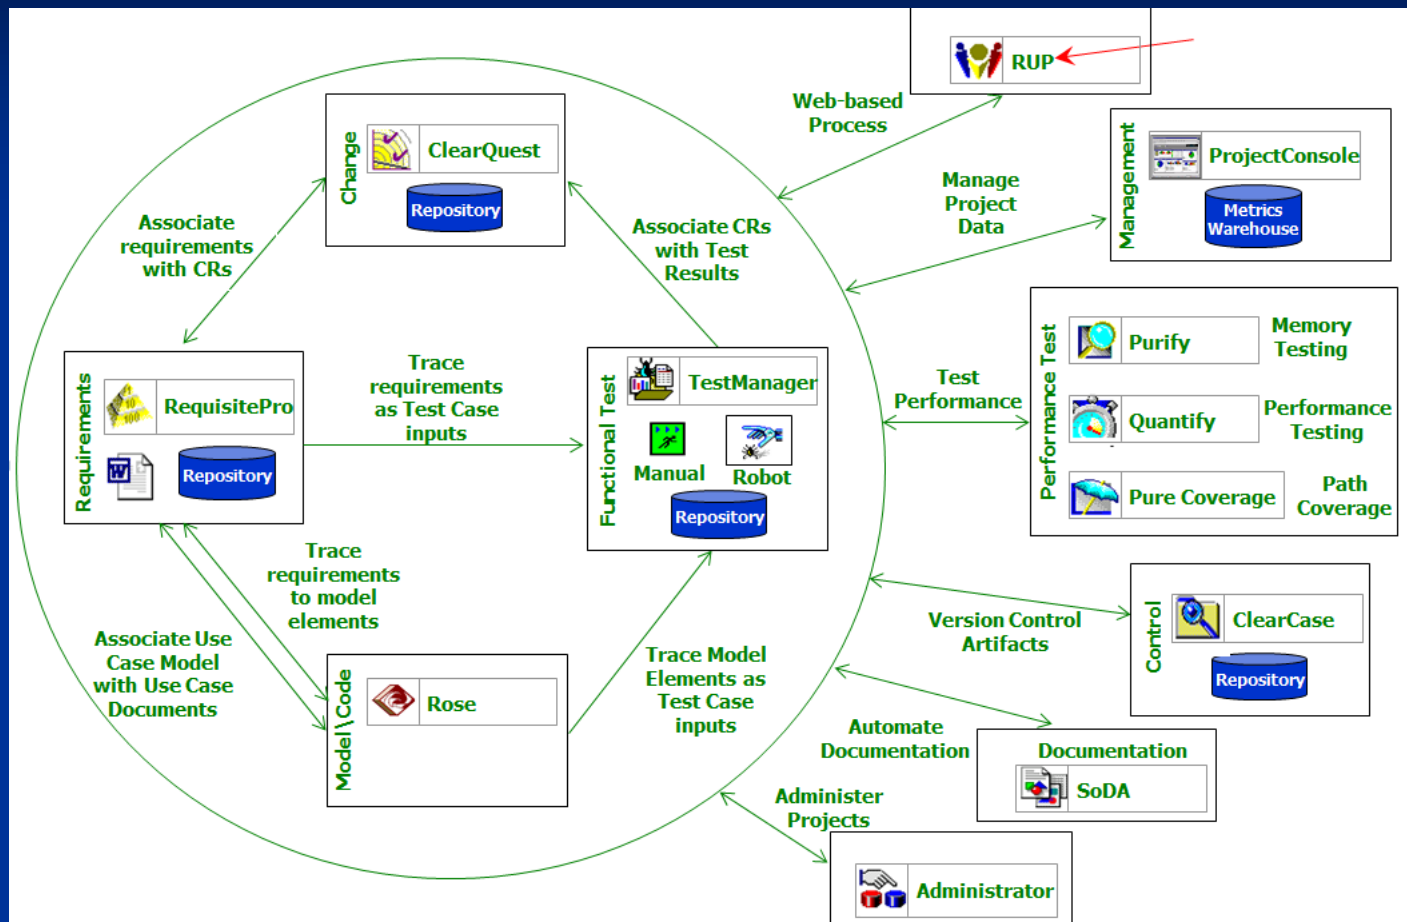 RUP
Web-based
Process
Change
ClearQuest
Repository
Management
ProjectConsole
Metrics
Warehouse
Manage
Project
Data
Associate
requirements
with CRs
Associate CRs
with Test
Results
Performance Test
Purify
Memory
Testing
Quantify
Performance
Testing
Pure Coverage
Path
Coverage
Test
Performance
Requirements
RequisitePro
W
Repository
Trace
requirements
as Test Case
inputs
Functional Test
TestManager
Manual
Robot
Repository
Trace
requirements
to model
elements
Associate Use
Case Model
with Use Case
Documents
Model\Code
Rose
Trace Model
Elements as
Test Case
inputs
Version Control
Artifacts
Control
ClearCase
Repository
Automate
Documentation
Documentation
SoDA
Administer
Projects
Administrator